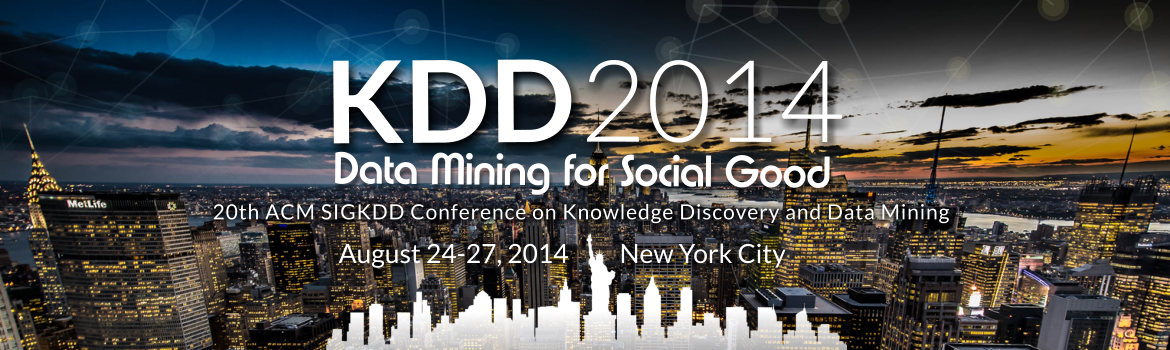 KDD2014
Data Mining for Social Good
20th ACM SIGKDD Conference on Knowledge Discovery and Data Mining
August 24-27, 2014 New York City
MetLife